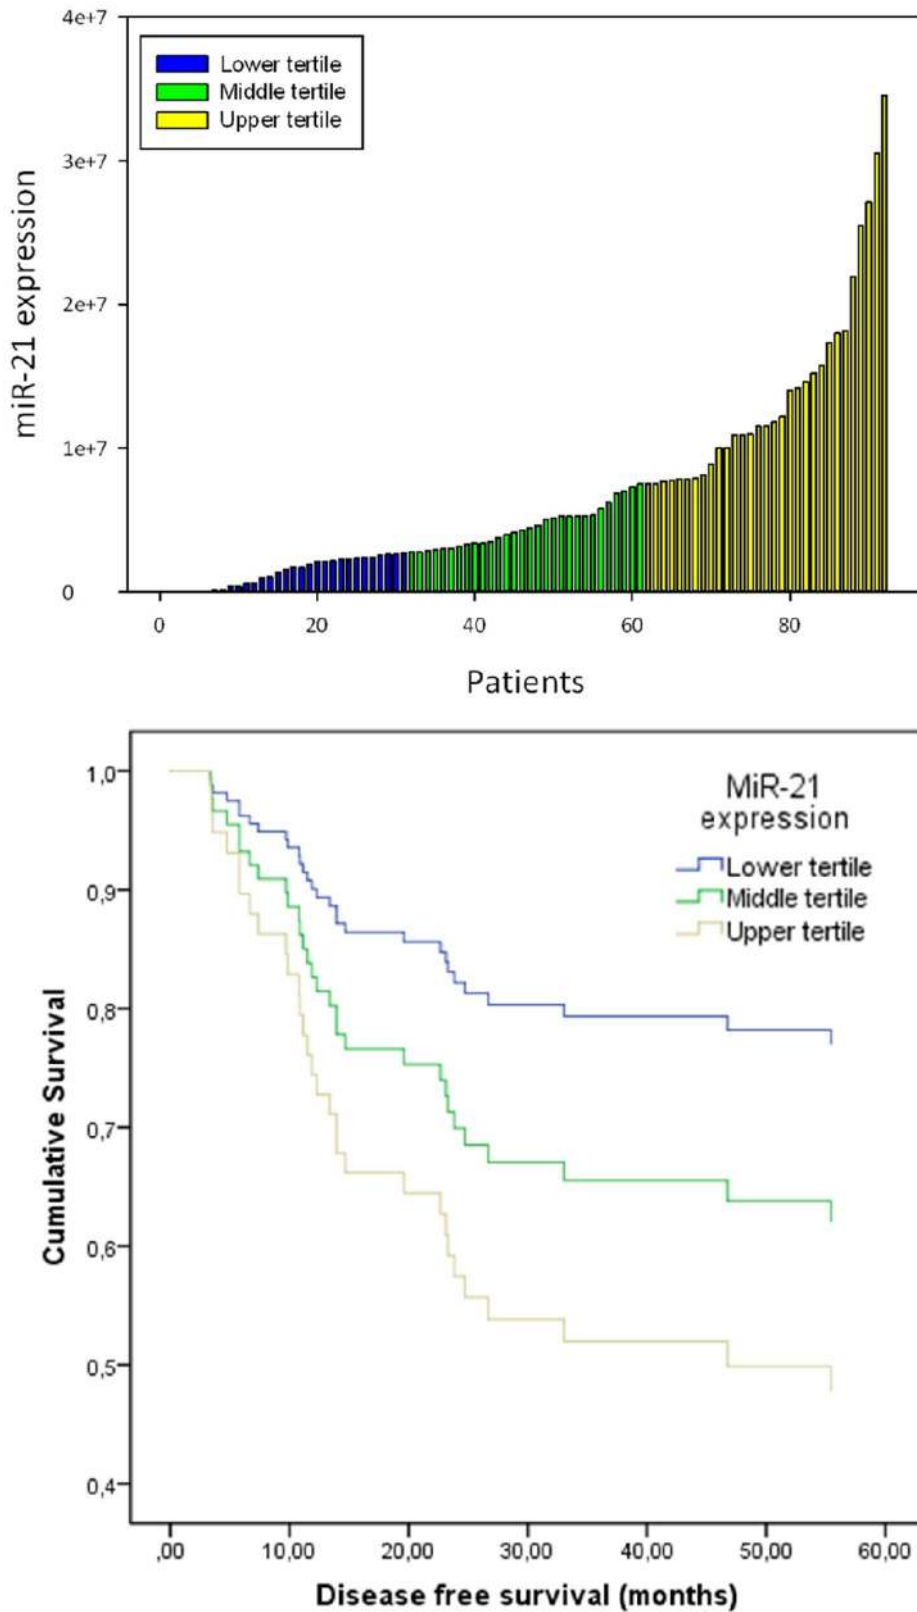 4e+7
Lower tertile
Middle tertile
Upper tertile
3e+7
miR-21 expression
2e+7
1e+7
0
0 20 40 60 80
Patients
1,0
MiR-21
expression
Lower tertile
Middle tertile
Upper tertile
0,9
0,8
Cumulative Survival
0,7
0,6
0,5
0,4
,00 10,00 20,00 30,00 40,00 50,00 60,00
Disease free survival (months)